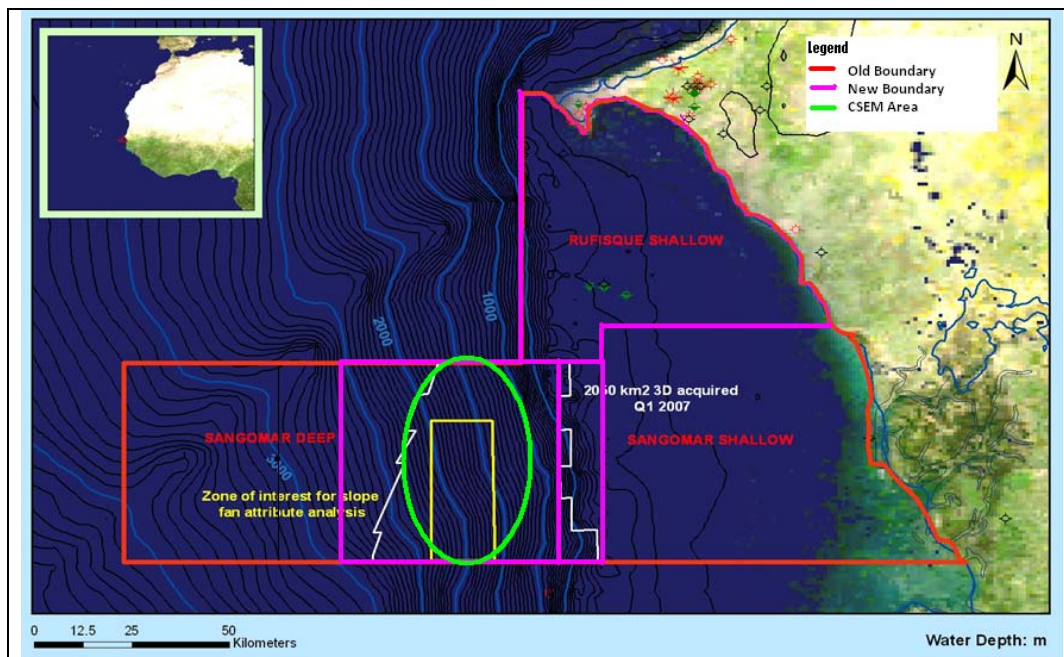 Legend
Old Boundary
New Boundary
CSEM Area
N
RUFISQUE SHALLOW
1000
2000
3000
2050 km2 3D acquired
Q1 2007
SANGOMAR DEEP
SANGOMAR SHALLOW
Zone of interest for slope
fan attribute analysis
0 12.5 25 50
Kilometers
Water Depth: m